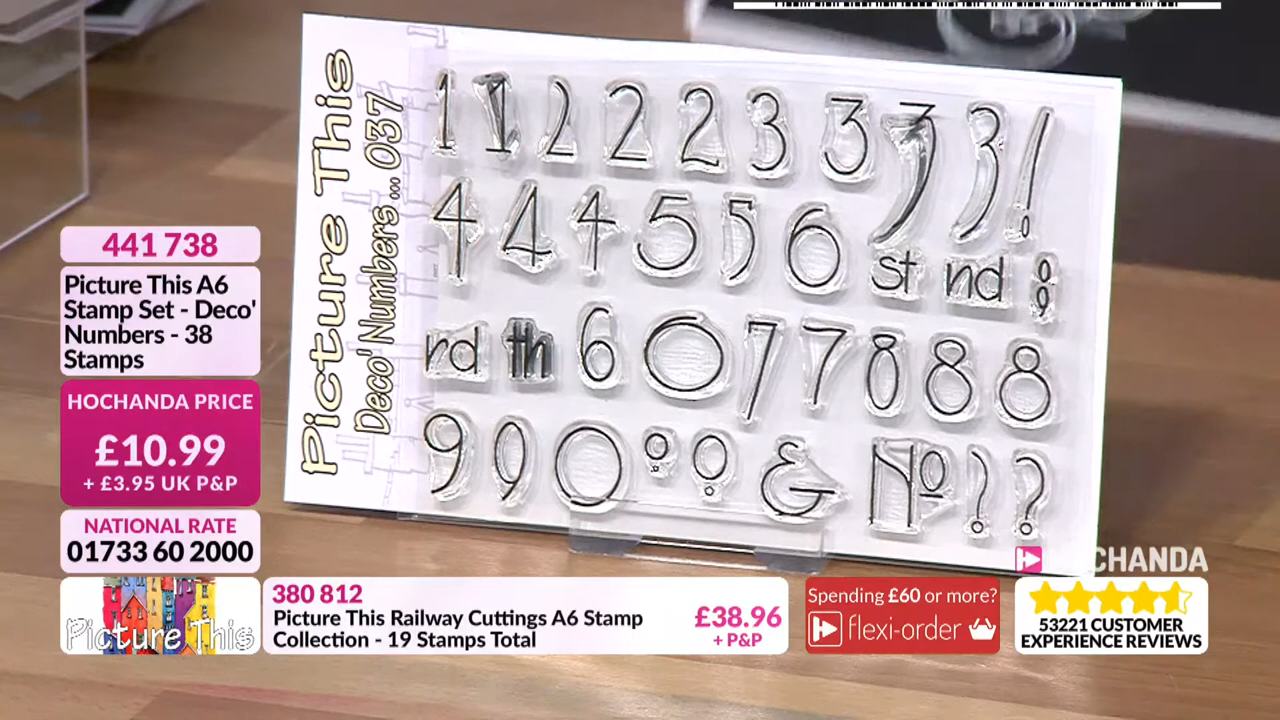 Picture This
Deco' Numbers ... 037
1 1 2 2 2 3 3 3 3 !
4 4 4 5 5 6 st nd
rd th 6 0 7 7 8 8 8
9 9 0 & No ? ?
441 738
Picture This A6
Stamp Set - Deco'
Numbers - 38
Stamps
HOCHANDA PRICE
£10.99
+ £3.95 UK P&P
NATIONAL RATE
01733 60 2000
Picture This
380 812
Picture This Railway Cuttings A6 Stamp
Collection - 19 Stamps Total
£38.96
+ P&P
Spending £60 or more?
flexi-order
CHANDA
53221 CUSTOMER
EXPERIENCE REVIEWS